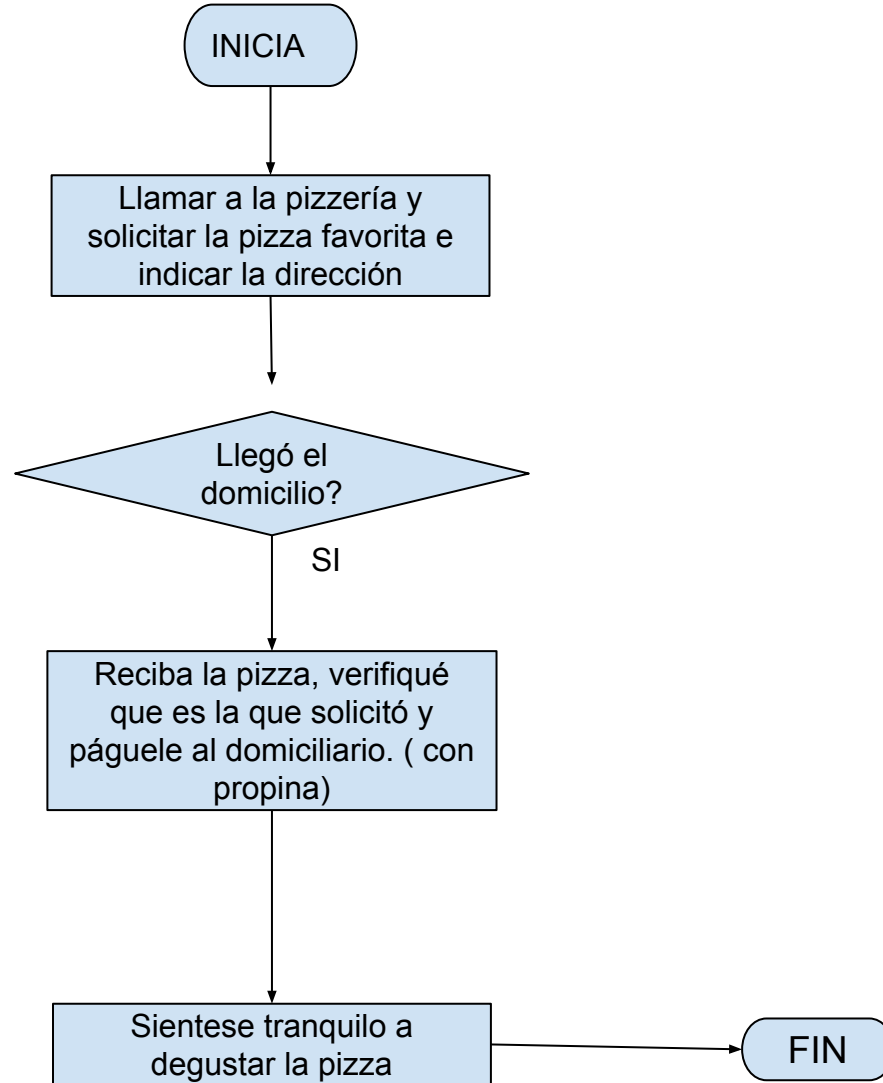 INICIA
Llamar a la pizzería y
solicitar la pizza favorita e
indicar la dirección
Llegó el
domicilio?
SI
Reciba la pizza, verifiqué
que es la que solicitó y
páguele al domiciliario. ( con
propina)
Sientese tranquilo a
degustar la pizza
FIN